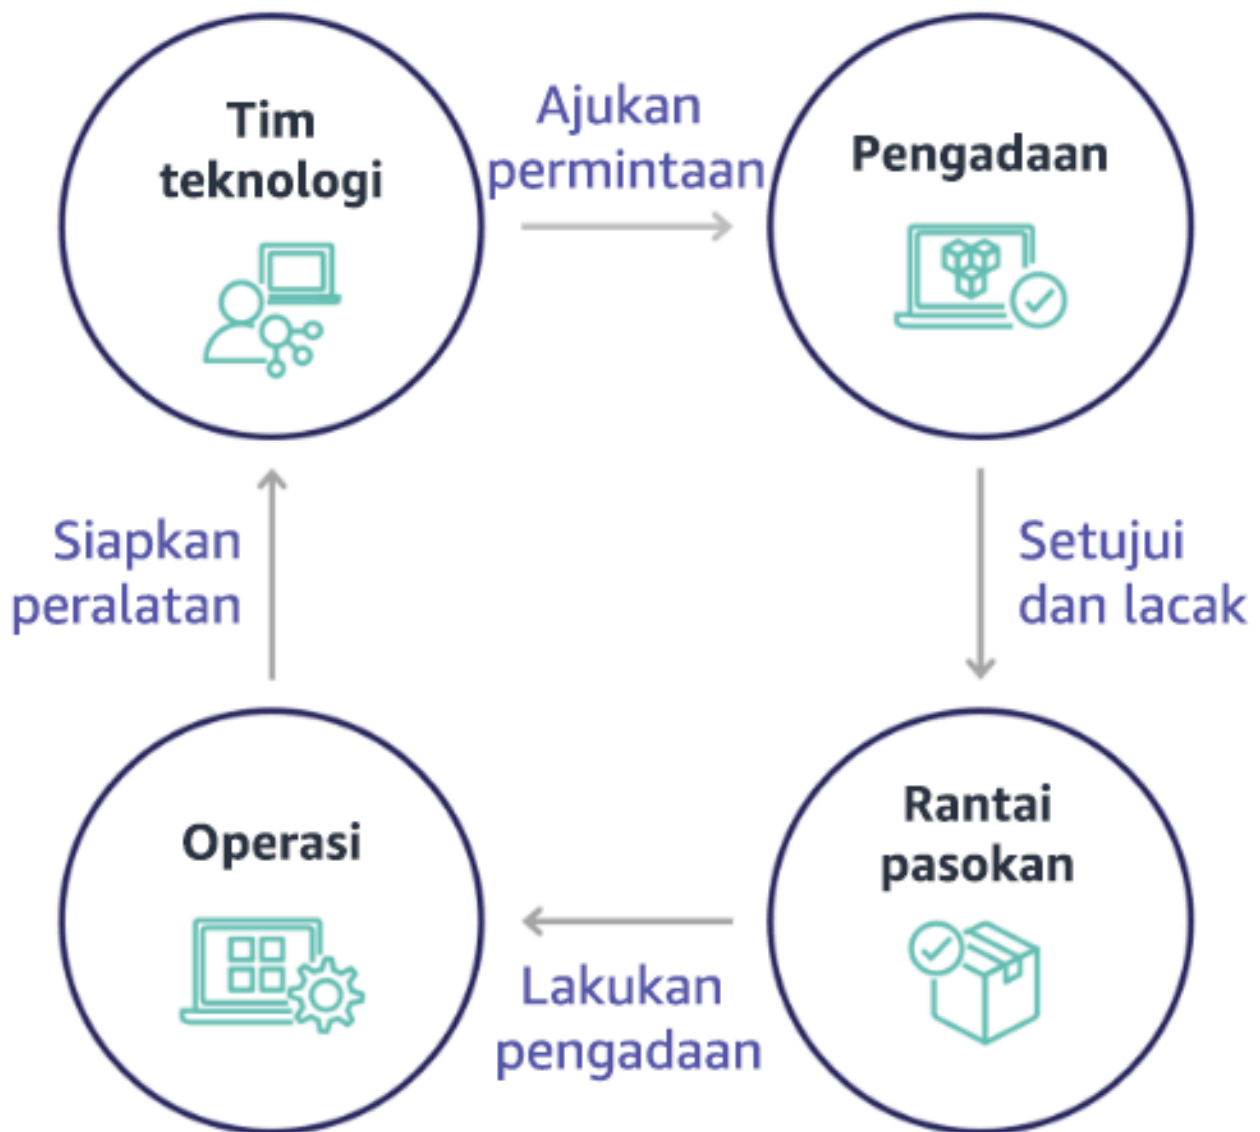 Tim
teknologi
Ajukan
permintaan
Pengadaan
Setujui
dan lacak
Rantai
pasokan
Lakukan
pengadaan
Operasi
Siapkan
peralatan